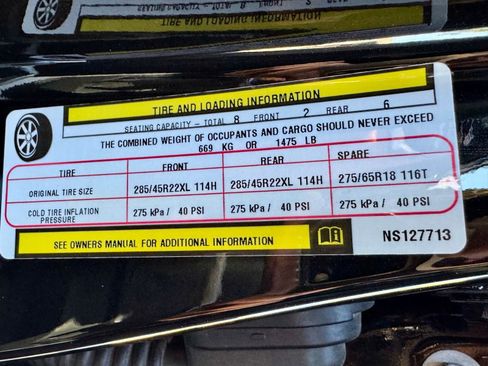 TIRE AND LOADING INFORMATION
SEATING CAPACITY - TOTAL 8 FRONT 2 REAR 6
THE COMBINED WEIGHT OF OCCUPANTS AND CARGO SHOULD NEVER EXCEED
669 KG OR 1475 LB
TIRE FRONT REAR SPARE
ORIGINAL TIRE SIZE 285/45R22XL 114H 285/45R22XL 114H 275/65R18 116T
COLD TIRE INFLATION PRESSURE 275 kPa / 40 PSI 275 kPa / 40 PSI 275 kPa / 40 PSI
SEE OWNERS MANUAL FOR ADDITIONAL INFORMATION NS127713